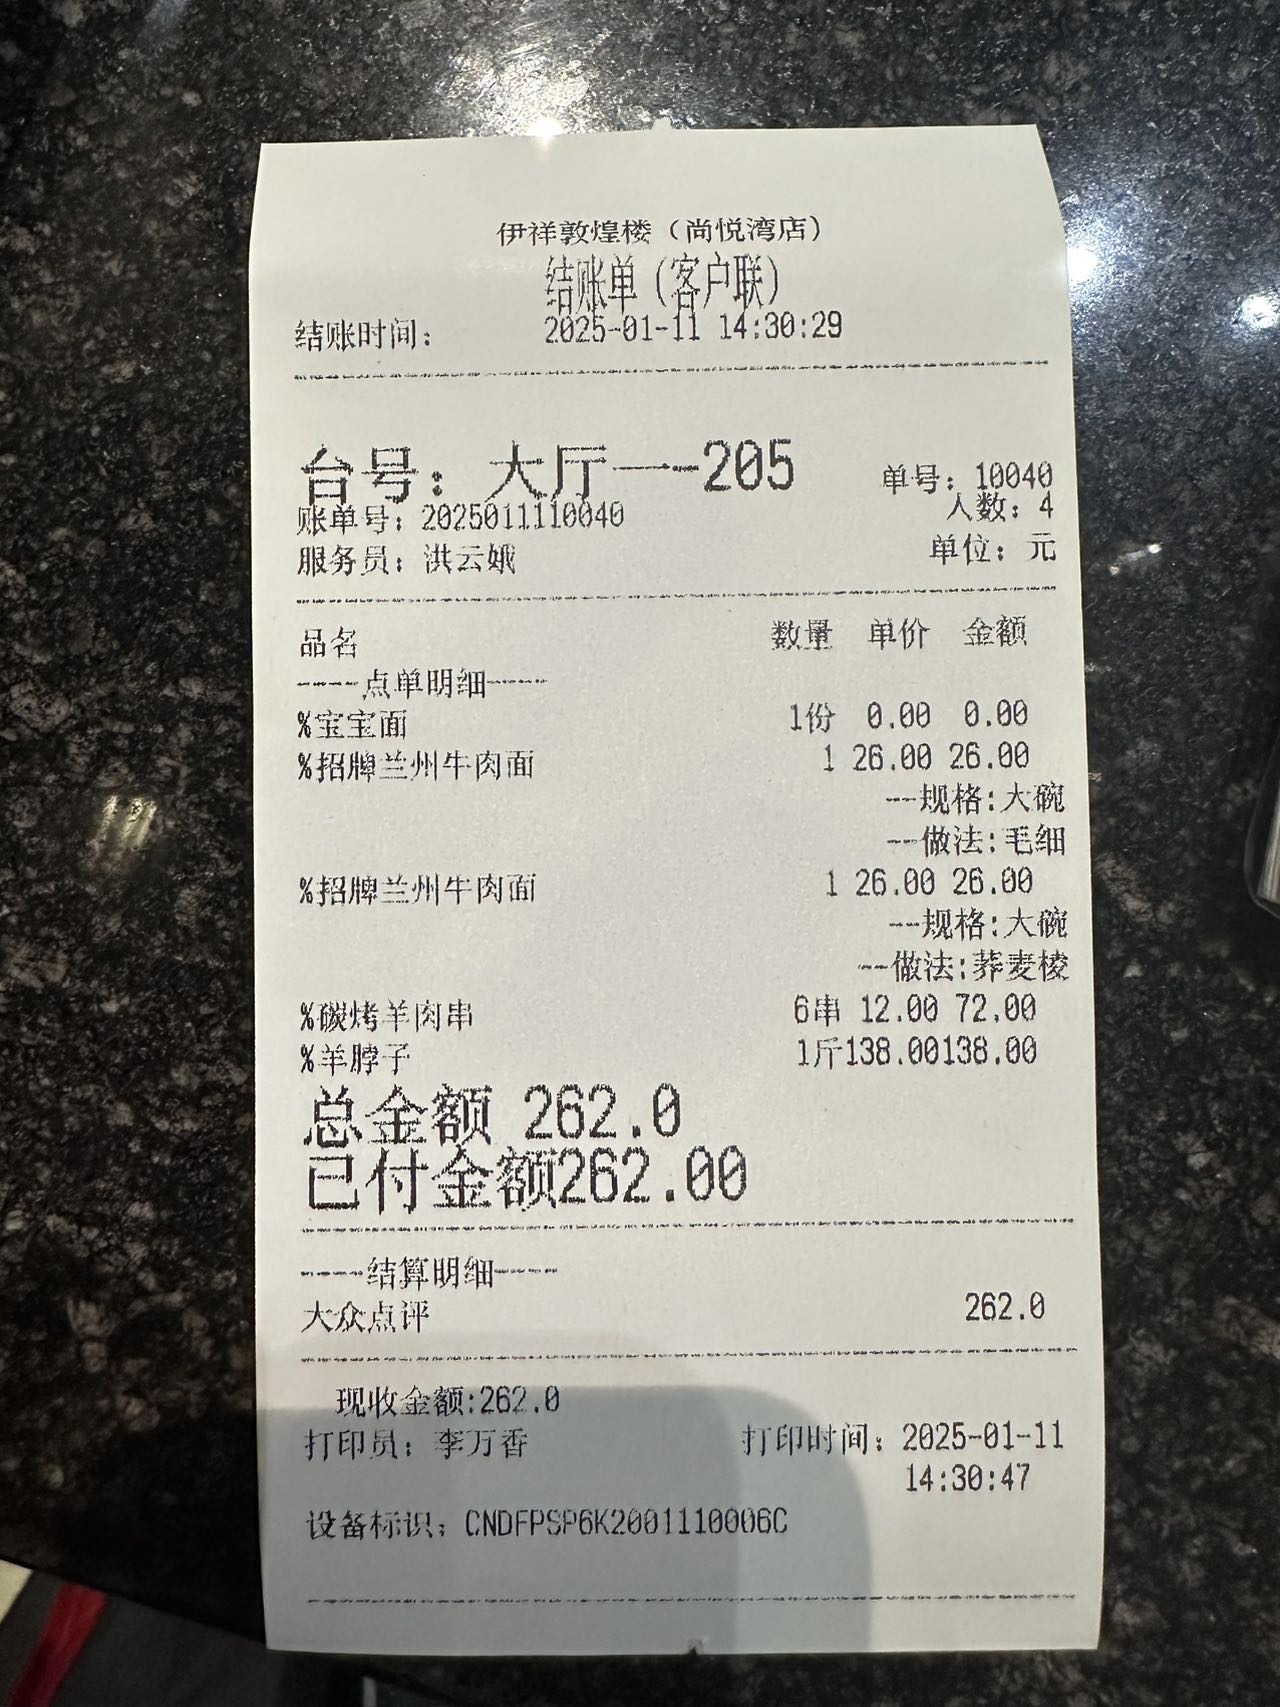 伊祥敦煌楼（尚悦湾店）
结账单（客户联）
结账时间： 2025-01-11 14:30:29
台号：大厅一-205 单号：10040
账单号：2025011110040 人数：4
服务员：洪云娥 单位：元
品名 数量 单价 金额
----点单明细----
%宝宝面 1份 0.00 0.00
%招牌兰州牛肉面 1 26.00 26.00
--规格:大碗
--做法:毛细
%招牌兰州牛肉面 1 26.00 26.00
--规格:大碗
--做法:荞麦棱
%碳烤羊肉串 6串 12.00 72.00
%羊脖子 1斤138.00138.00
总金额 262.0
已付金额262.00
----结算明细----
大众点评 262.0
现收金额:262.0
打印员：李万香 打印时间：2025-01-11
14:30:47
设备标识：CNDFPSP6K2001110006C